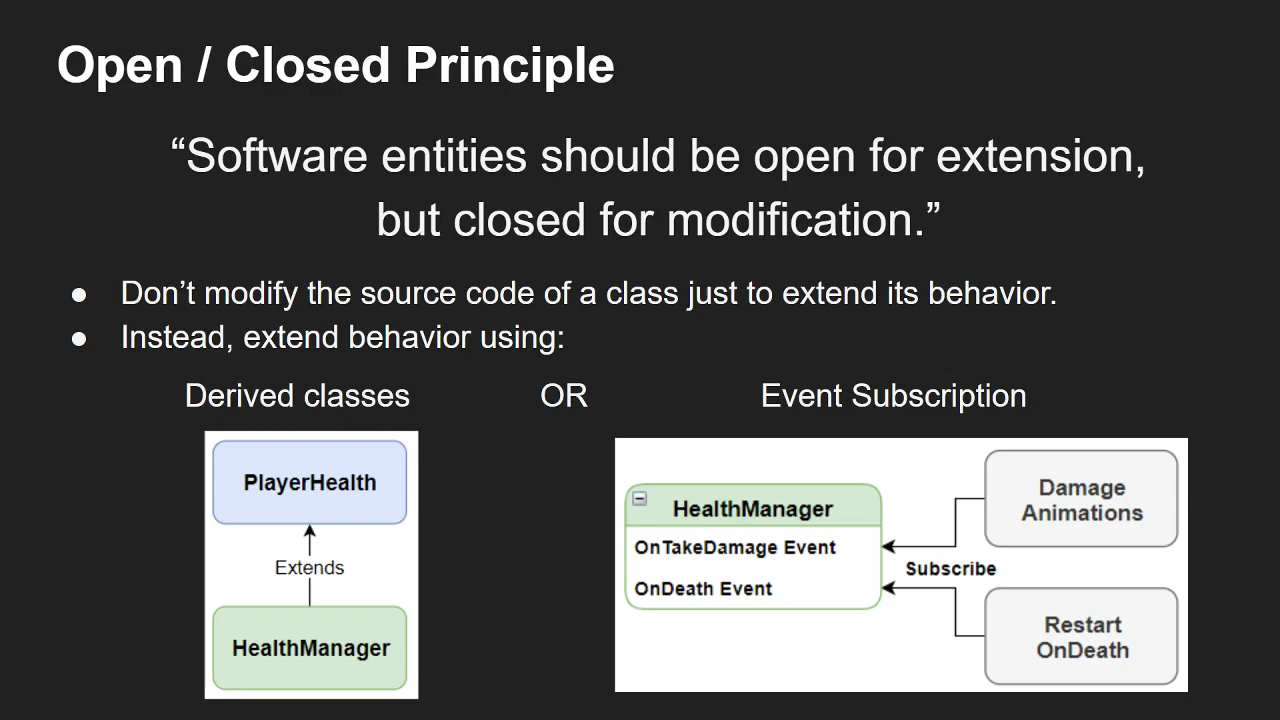 Open / Closed Principle
“Software entities should be open for extension,
but closed for modification.”
● Don’t modify the source code of a class just to extend its behavior.
● Instead, extend behavior using:
Derived classes
OR
Event Subscription
PlayerHealth
Extends
HealthManager
HealthManager
OnTakeDamage Event
OnDeath Event
Subscribe
Damage
Animations
Restart
OnDeath